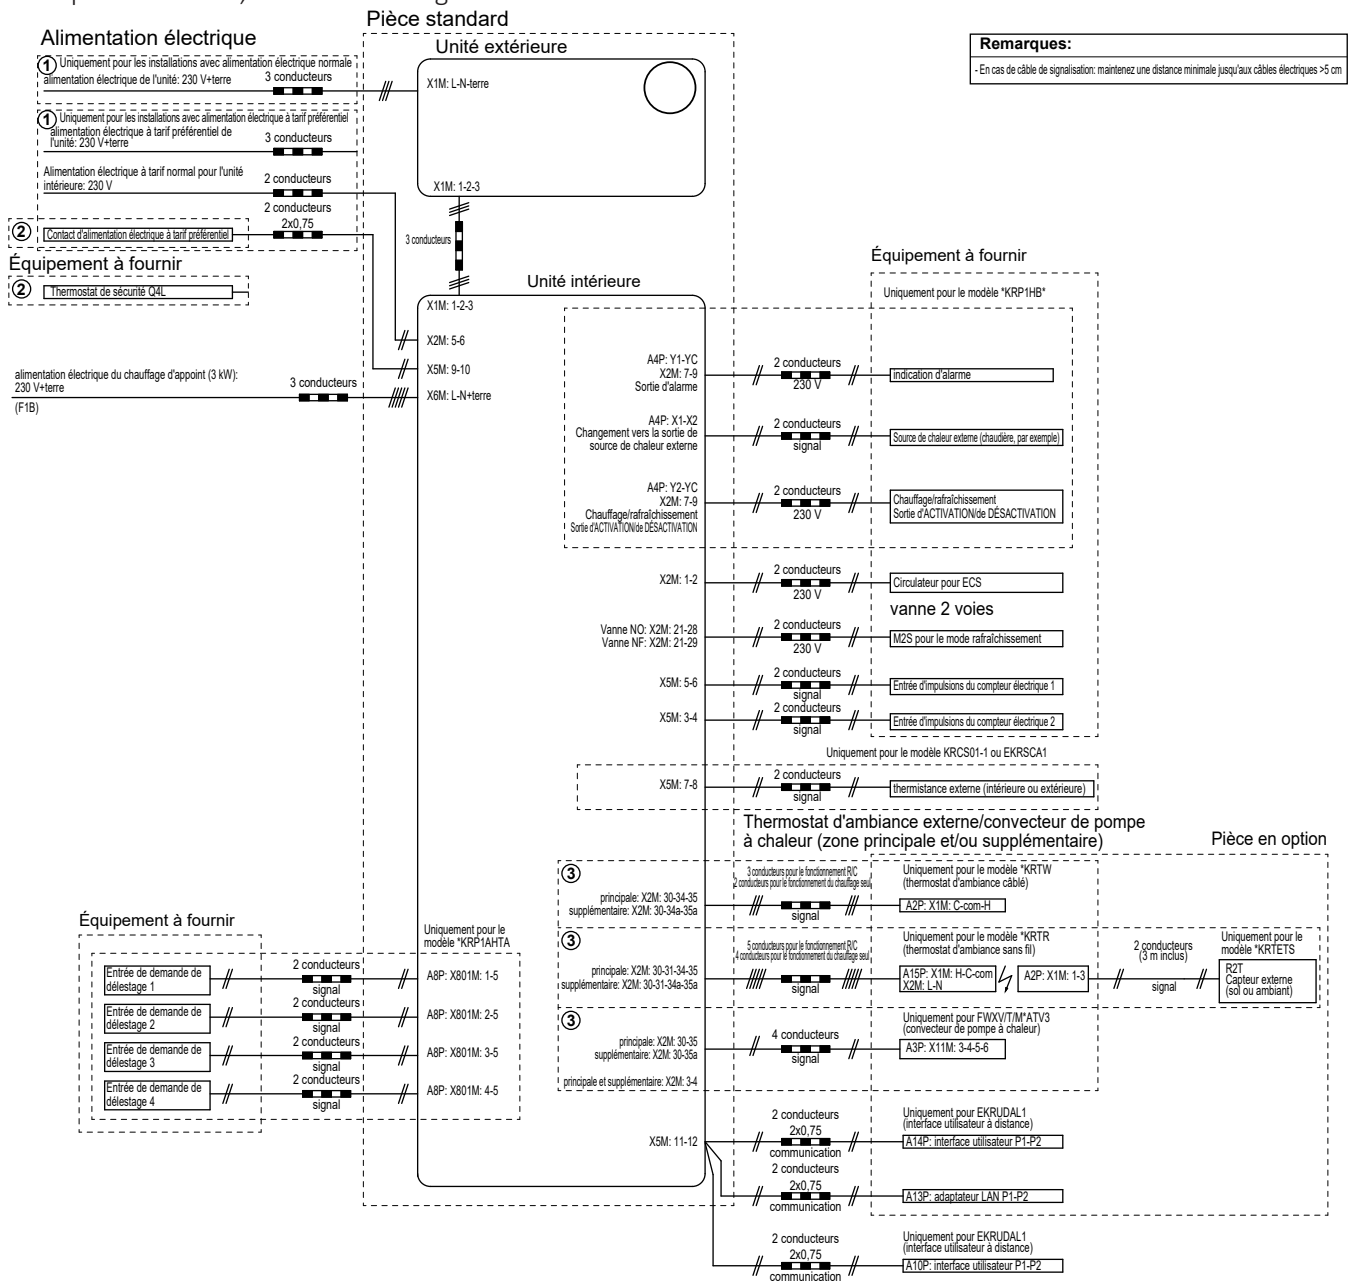 Pièce standard
Alimentation électrique
Unité extérieure
Remarques:
- En cas de câble de signalisation: maintenez une distance minimale jusqu'aux câbles électriques >5 cm
① Uniquement pour les installations avec alimentation électrique normale
alimentation électrique de l'unité: 230 V+terre
3 conducteurs
X1M: L-N-terre
① Uniquement pour les installations avec alimentation électrique à tarif préférentiel
alimentation électrique à tarif préférentiel de
l'unité: 230 V+terre
3 conducteurs
Alimentation électrique à tarif normal pour l'unité
intérieure: 230 V
2 conducteurs
X1M: 1-2-3
2 conducteurs
2x0,75
② Contact d'alimentation électrique à tarif préférentiel
3 conducteurs
Équipement à fournir
② Thermostat de sécurité Q4L
Unité intérieure
Équipement à fournir
Uniquement pour le modèle *KRP1HB*
X1M: 1-2-3
X2M: 5-6
X5M: 9-10
alimentation électrique du chauffage d'appoint (3 kW):
230 V+terre
(F1B)
3 conducteurs
X6M: L-N+terre
A4P: Y1-YC
X2M: 7-9
Sortie d'alarme
2 conducteurs
230 V
indication d'alarme
A4P: X1-X2
Changement vers la sortie de
source de chaleur externe
2 conducteurs
signal
Source de chaleur externe (chaudière, par exemple)
A4P: Y2-YC
X2M: 7-9
Chauffage/rafraîchissement
Sortie d'ACTIVATION/de DÉSACTIVATION
2 conducteurs
230 V
Chauffage/rafraîchissement
Sortie d'ACTIVATION/de DÉSACTIVATION
X2M: 1-2
2 conducteurs
230 V
Circulateur pour ECS
vanne 2 voies
Vanne NO: X2M: 21-28
Vanne NF: X2M: 21-29
2 conducteurs
230 V
M2S pour le mode rafraîchissement
X5M: 5-6
2 conducteurs
signal
Entrée d'impulsions du compteur électrique 1
X5M: 3-4
2 conducteurs
signal
Entrée d'impulsions du compteur électrique 2
Uniquement pour le modèle KRCS01-1 ou EKRSCA1
X5M: 7-8
2 conducteurs
signal
thermistance externe (intérieure ou extérieure)
Thermostat d'ambiance externe/convecteur de pompe
à chaleur (zone principale et/ou supplémentaire)
Pièce en option
③
principale: X2M: 30-34-35
supplémentaire: X2M: 30-34a-35a
3 conducteurs pour le fonctionnement R/C
2 conducteurs pour le fonctionnement du chauffage seul
signal
Uniquement pour le modèle *KRTW
(thermostat d'ambiance câblé)
A2P: X1M: C-com-H
③
principale: X2M: 30-31-34-35
supplémentaire: X2M: 30-31-34a-35a
5 conducteurs pour le fonctionnement R/C
4 conducteurs pour le fonctionnement du chauffage seul
signal
Uniquement pour le modèle *KRTR
(thermostat d'ambiance sans fil)
A15P: X1M: H-C-com
X2M: L-N
A2P: X1M: 1-3
2 conducteurs
(3 m inclus)
signal
Uniquement pour le
modèle *KRTETS
R2T
Capteur externe
(sol ou ambiant)
③
principale: X2M: 30-35
supplémentaire: X2M: 30-35a
principale et supplémentaire: X2M: 3-4
4 conducteurs
signal
Uniquement pour FWXV/T/M*ATV3
(convecteur de pompe à chaleur)
A3P: X11M: 3-4-5-6
Équipement à fournir
Uniquement pour le
modèle *KRP1AHTA
Entrée de demande de
délestage 1
2 conducteurs
signal
A8P: X801M: 1-5
Entrée de demande de
délestage 2
2 conducteurs
signal
A8P: X801M: 2-5
Entrée de demande de
délestage 3
2 conducteurs
signal
A8P: X801M: 3-5
Entrée de demande de
délestage 4
2 conducteurs
signal
A8P: X801M: 4-5
X5M: 11-12
2 conducteurs
2x0,75
communication
Uniquement pour EKRUDAL1
(interface utilisateur à distance)
A14P: interface utilisateur P1-P2
2 conducteurs
2x0,75
communication
A13P: adaptateur LAN P1-P2
2 conducteurs
2x0,75
communication
Uniquement pour EKRUDAL1
(interface utilisateur à distance)
A10P: interface utilisateur P1-P2